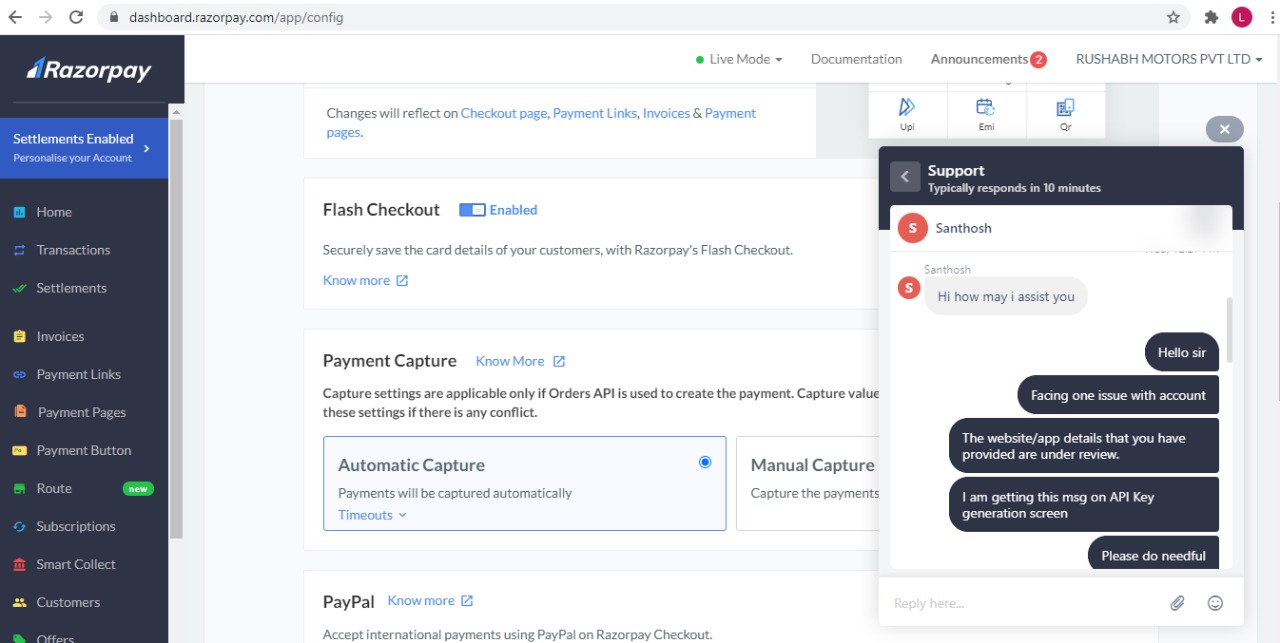 dashboard.razorpay.com/app/config
L
Razorpay
Live Mode
Documentation
Announcements 2
RUSHABH MOTORS PVT LTD
Settlements Enabled
Personalise your Account
Home
Transactions
Settlements
Invoices
Payment Links
Payment Pages
Payment Button
Route new
Subscriptions
Smart Collect
Customers
Offers
Changes will reflect on Checkout page, Payment Links, Invoices & Payment
pages.
Upi
Emi
Qr
Flash Checkout Enabled
Securely save the card details of your customers, with Razorpay's Flash Checkout.
Know more
Payment Capture Know More
Capture settings are applicable only if Orders API is used to create the payment. Capture value
these settings if there is any conflict.
Automatic Capture
Payments will be captured automatically
Timeouts
Manual Capture
Capture the payments
PayPal Know more
Accept international payments using PayPal on Razorpay Checkout.
Support
Typically responds in 10 minutes
S Santhosh
Santhosh
S
Hi how may i assist you
Hello sir
Facing one issue with account
The website/app details that you have
provided are under review.
I am getting this msg on API Key
generation screen
Please do needful
Reply here...